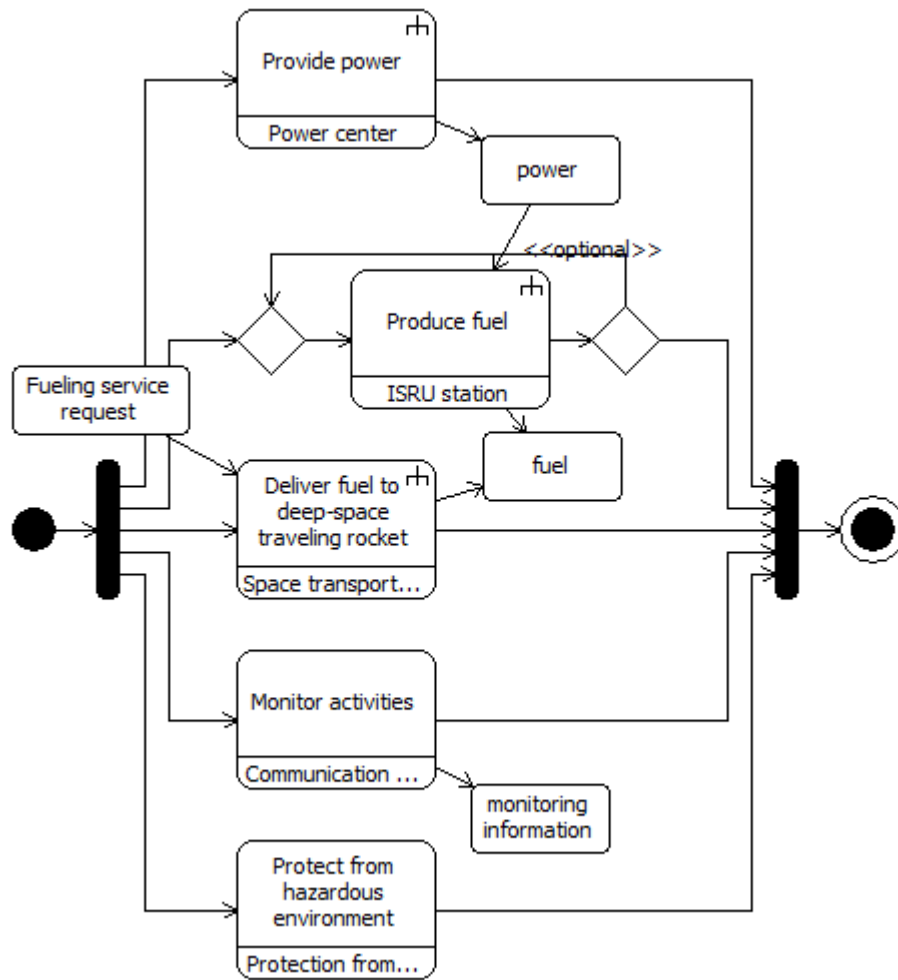 Provide power
Power center
power
<<optional>>
Produce fuel
ISRU station
Fueling service
request
fuel
Deliver fuel to
deep-space
traveling rocket
Space transport...
Monitor activities
Communication ...
monitoring
information
Protect from
hazardous
environment
Protection from...